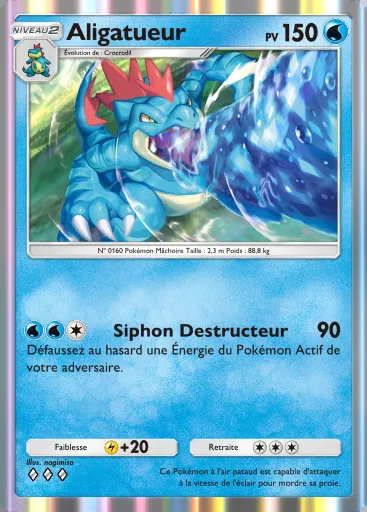 NIVEAU 2 Aligatueur PV 150
Évolution de : Crocrodil
N° 0160 Pokémon Mâchoire Taille : 2,3 m Poids : 88,8 kg
Siphon Destructeur 90
Défaussez au hasard une Énergie du Pokémon Actif de
votre adversaire.
Faiblesse +20 Retraite
Illus. nagimiso
Ce Pokémon à l'air pataud est capable d'attaquer
à la vitesse de l'éclair pour mordre sa proie.